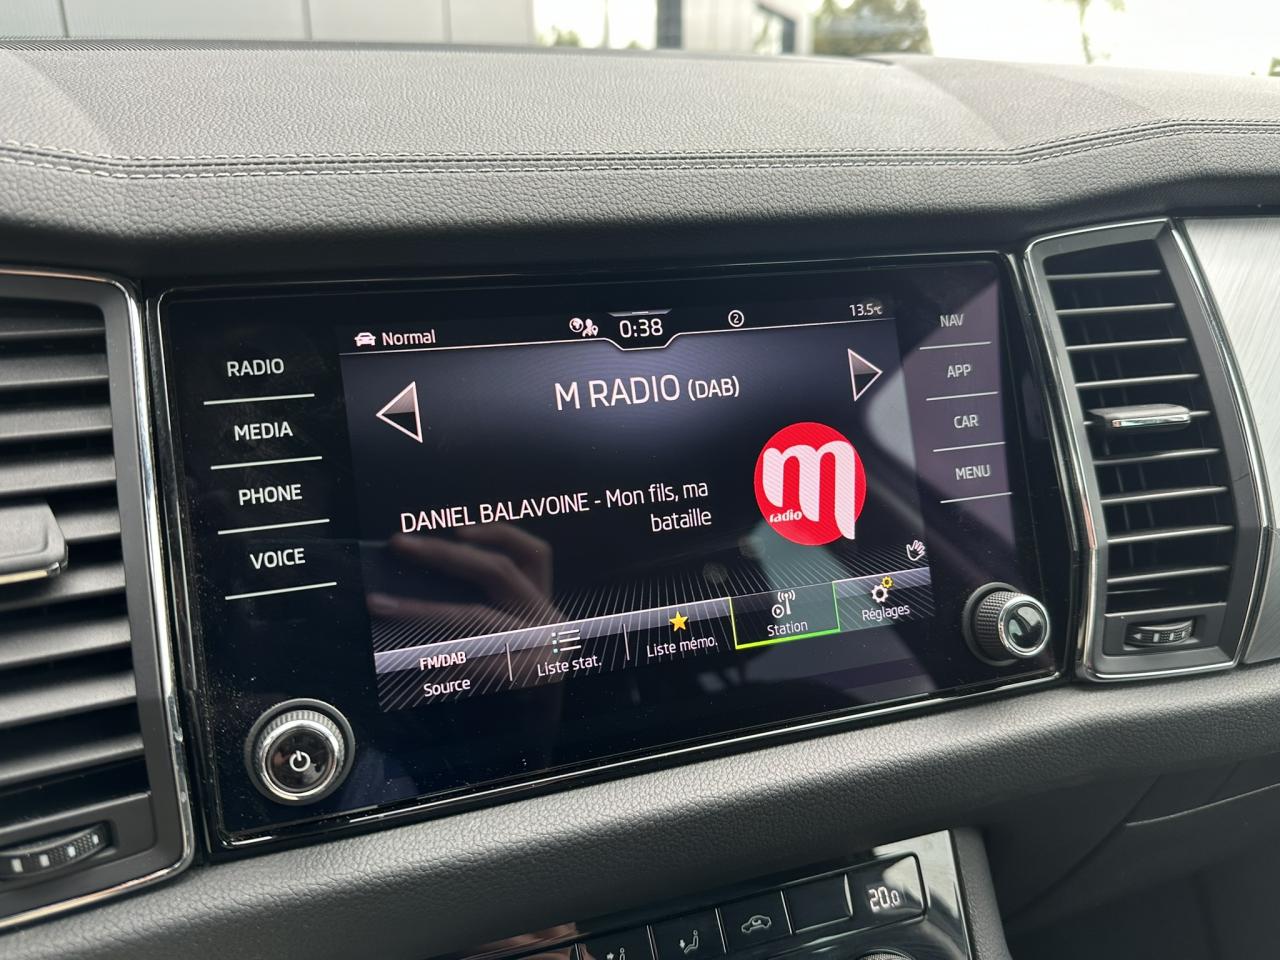 Normal
0:38
2
13.5°C
RADIO
MEDIA
PHONE
VOICE
M RADIO (DAB)
DANIEL BALAVOINE - Mon fils, ma
bataille
m
radio
FM/DAB
Source
Liste stat.
Liste mémo.
Station
Réglages
NAV
APP
CAR
MENU
20.0